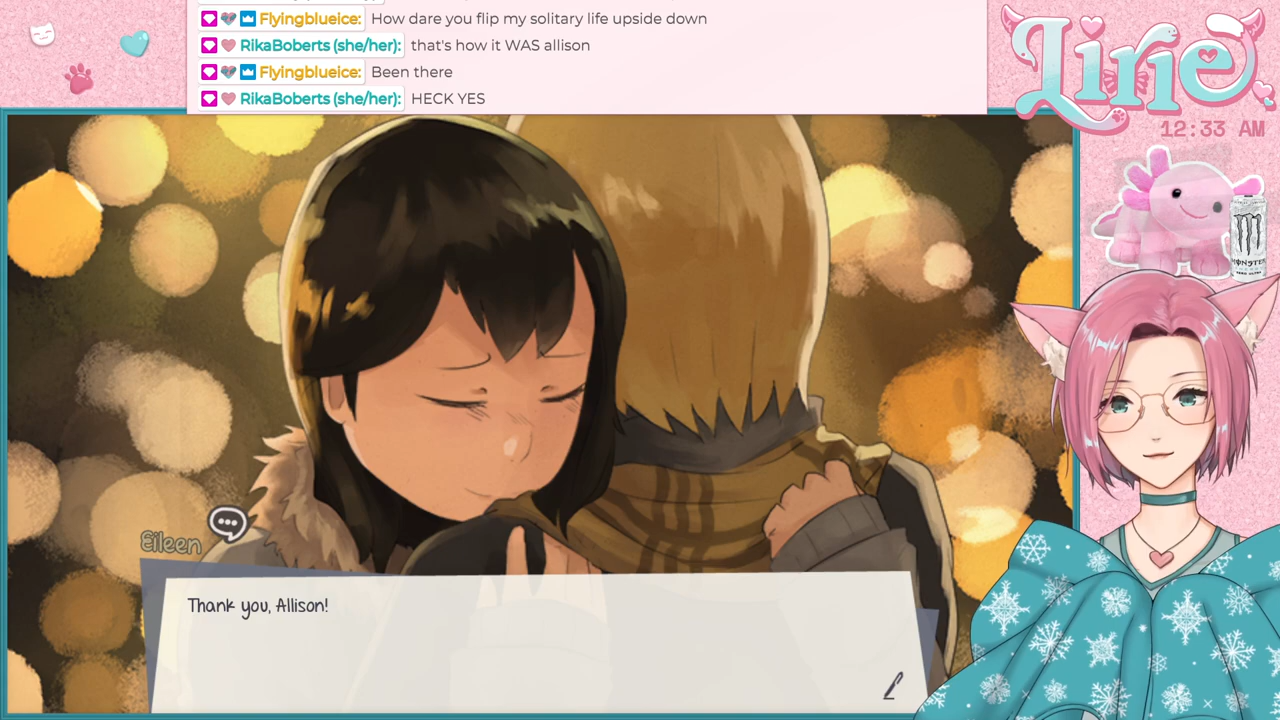 Flyingblueice: How dare you flip my solitary life upside down
RikaBoberts (she/her): that's how it WAS allison
Flyingblueice: Been there
RikaBoberts (she/her): HECK YES
Lirie
12:33 AM
MONSTER
Eileen
Thank you, Allison!